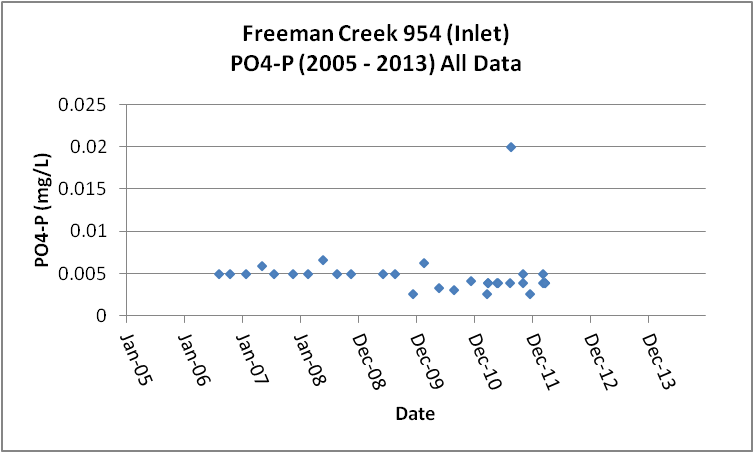 Freeman Creek 954 (Inlet)
PO4-P (2005 - 2013) All Data
PO4-P (mg/L)
0.025
0.02
0.015
0.01
0.005
0
Jan-05
Jan-06
Jan-07
Jan-08
Dec-08
Dec-09
Dec-10
Dec-11
Dec-12
Dec-13
Date